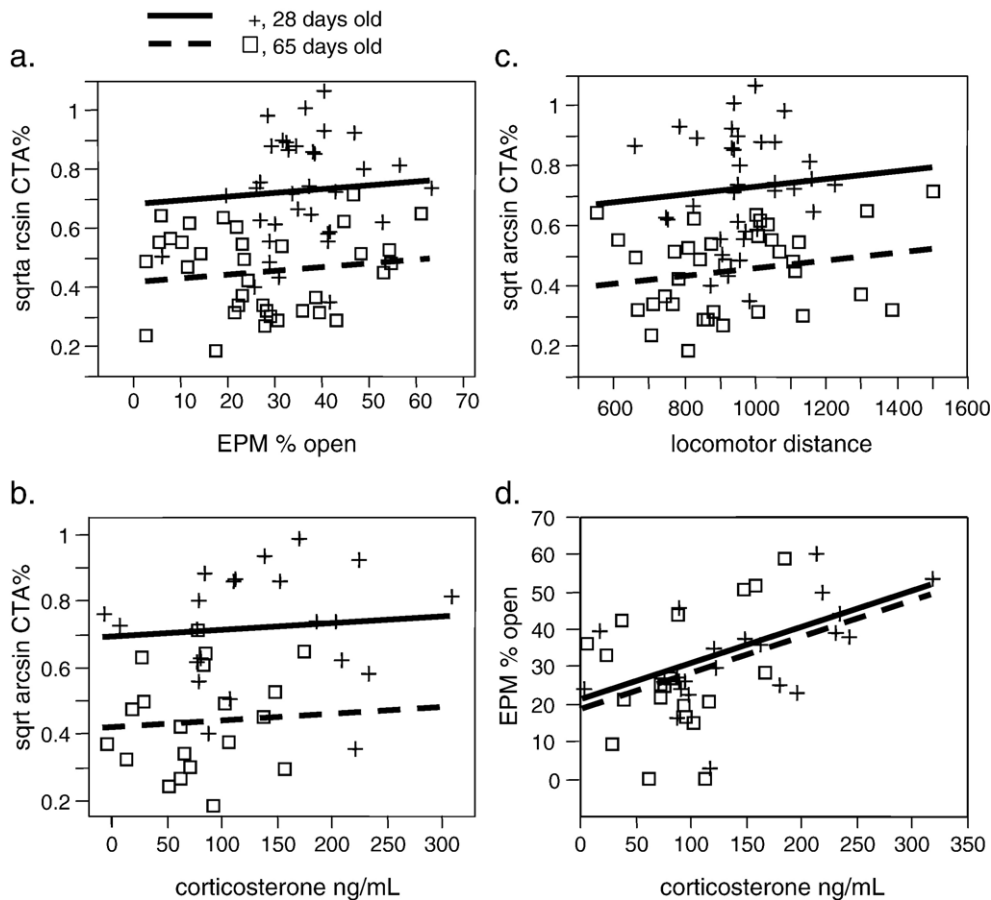 +, 28 days old
□, 65 days old
a.
sqrta rcsin CTA%
1
0.8
0.6
0.4
0.2
0 10 20 30 40 50 60 70
EPM % open
c.
sqrt arcsin CTA%
1
0.8
0.6
0.4
0.2
600 800 1000 1200 1400 1600
locomotor distance
b.
sqrt arcsin CTA%
1
0.8
0.6
0.4
0.2
0 50 100 150 200 250 300
corticosterone ng/mL
d.
EPM % open
70
60
50
40
30
20
10
0
0 50 100 150 200 250 300 350
corticosterone ng/mL